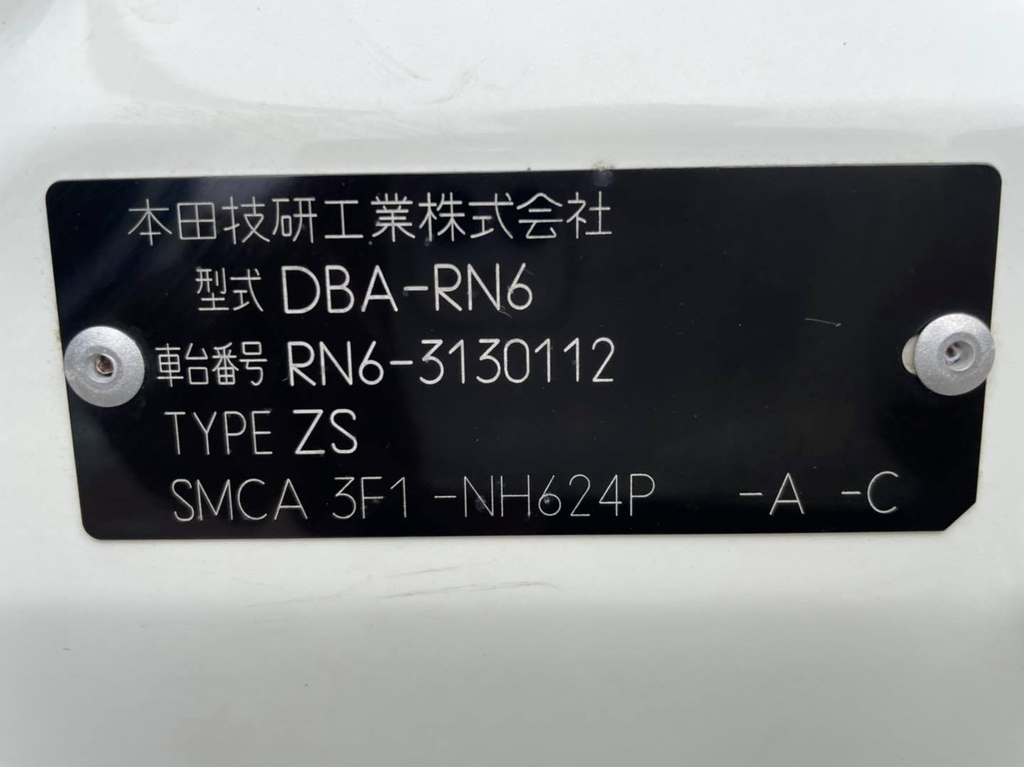 本田技研工業株式会社
型式 DBA-RN6
車台番号 RN6-3130112
TYPE ZS
SMCA 3F1 -NH624P -A -C